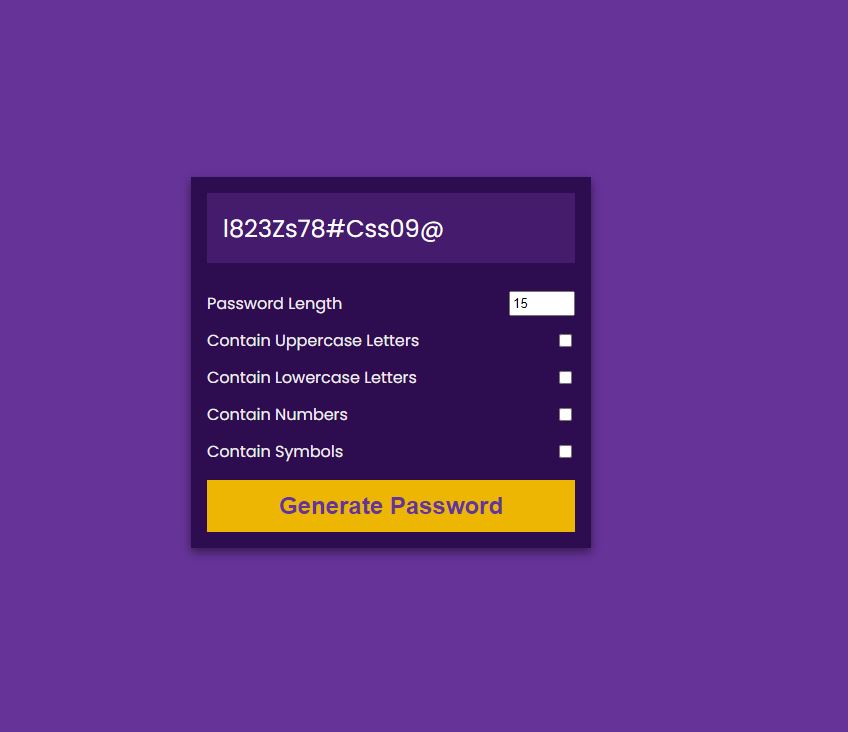 l823Zs78#Css09@
Password Length 15
Contain Uppercase Letters
Contain Lowercase Letters
Contain Numbers
Contain Symbols
Generate Password